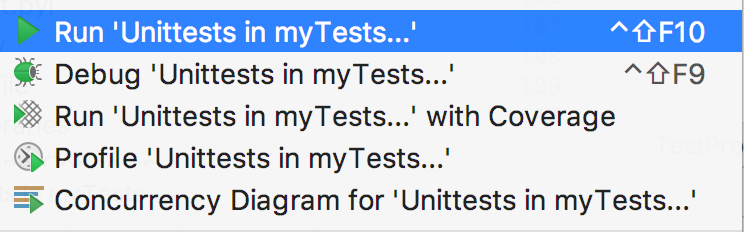 Run 'Unittests in myTests...' ^⇧F10
Debug 'Unittests in myTests...' ^⇧F9
Run 'Unittests in myTests...' with Coverage
Profile 'Unittests in myTests...'
Concurrency Diagram for 'Unittests in myTests...'